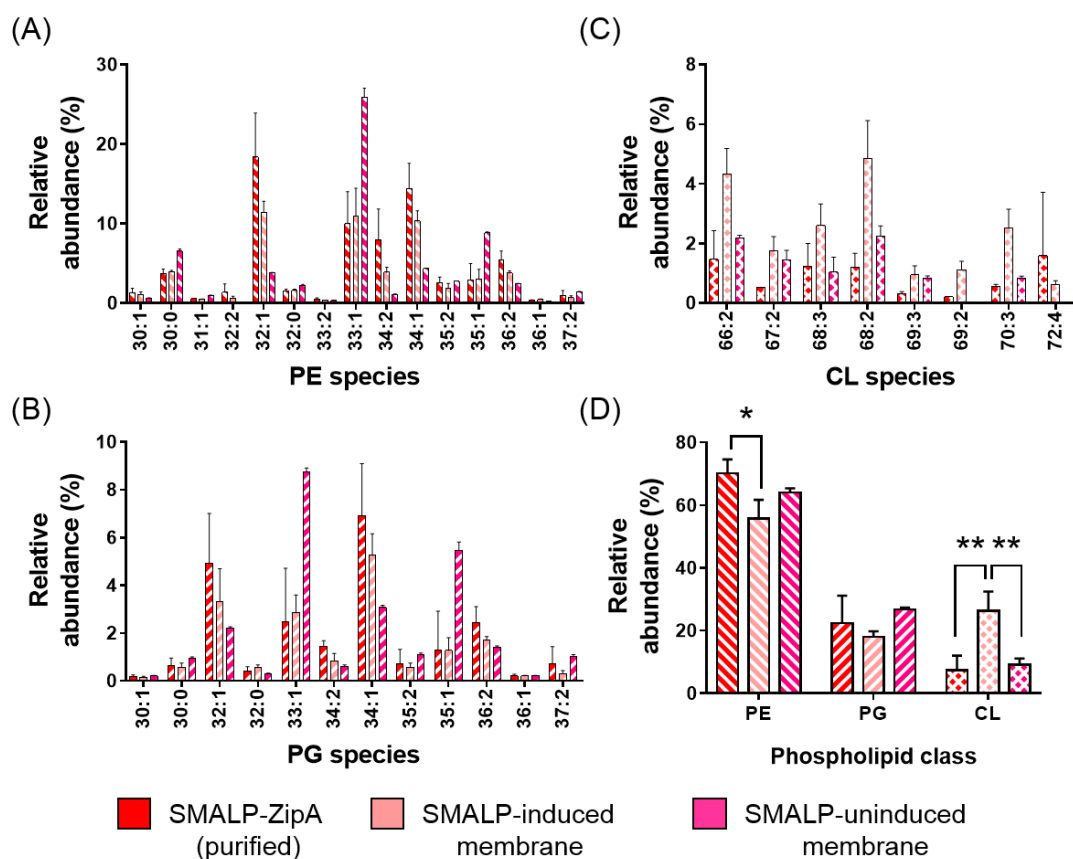 (A)
Relative
abundance (%)
30
20
10
0
30:1
30:0
31:1
32:2
32:1
32:0
33:2
33:1
34:2
34:1
35:2
35:1
36:2
36:1
37:2
PE species
(C)
Relative
abundance (%)
8
6
4
2
0
66:2
67:2
68:3
68:2
69:3
69:2
70:3
72:4
CL species
(B)
Relative
abundance (%)
10
8
6
4
2
0
30:1
30:0
32:1
32:0
33:1
34:2
34:1
35:2
35:1
36:2
36:1
37:2
PG species
(D)
Relative
abundance (%)
80
60
40
20
0
*
** **
PE PG CL
Phospholipid class
SMALP-ZipA
(purified)
SMALP-induced
membrane
SMALP-uninduced
membrane